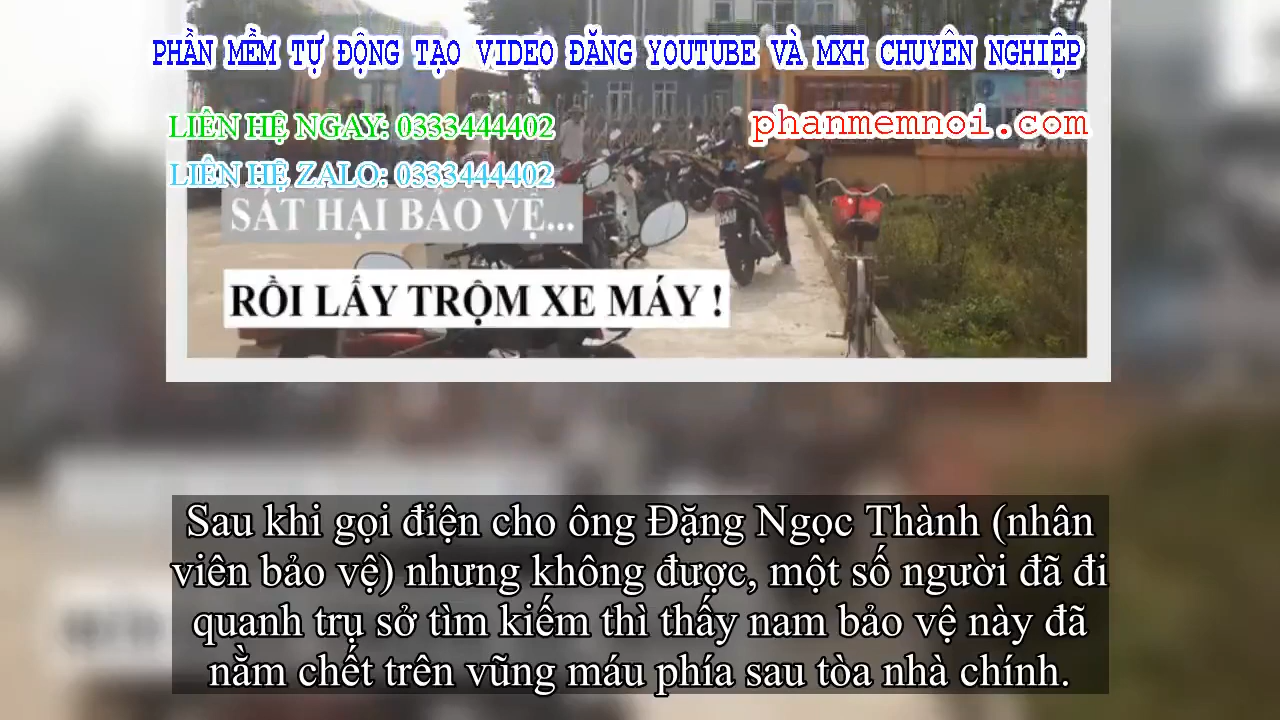 PHẦN MỀM TỰ ĐỘNG TẠO VIDEO ĐĂNG YOUTUBE VÀ MXH CHUYÊN NGHIỆP
LIÊN HỆ NGAY: 0333444402
phanmemnoi.com
LIÊN HỆ ZALO: 0333444402
SÁT HẠI BẢO VỆ...
RỒI LẤY TRỘM XE MÁY !
Sau khi gọi điện cho ông Đặng Ngọc Thành (nhân
viên bảo vệ) nhưng không được, một số người đã đi
quanh trụ sở tìm kiếm thì thấy nam bảo vệ này đã
nằm chết trên vũng máu phía sau tòa nhà chính.